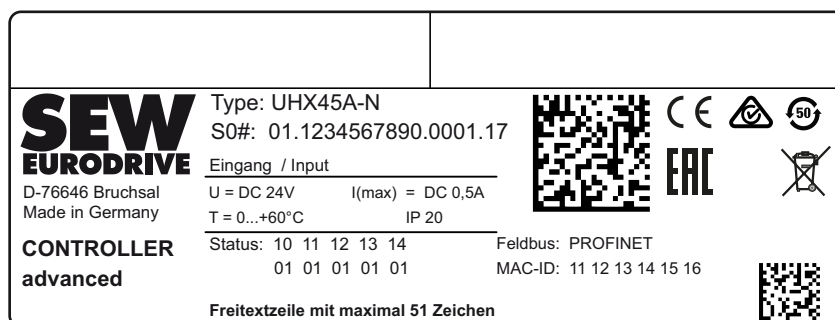 SEW
EURODRIVE
D-76646 Bruchsal
Made in Germany
CONTROLLER
advanced
Type: UHX45A-N
S0#: 01.1234567890.0001.17
Eingang / Input
U = DC 24V I(max) = DC 0,5A
T = 0...+60°C IP 20
Status: 10 11 12 13 14
01 01 01 01 01
Freitextzeile mit maximal 51 Zeichen
Feldbus: PROFINET
MAC-ID: 11 12 13 14 15 16
CE
50
EAC